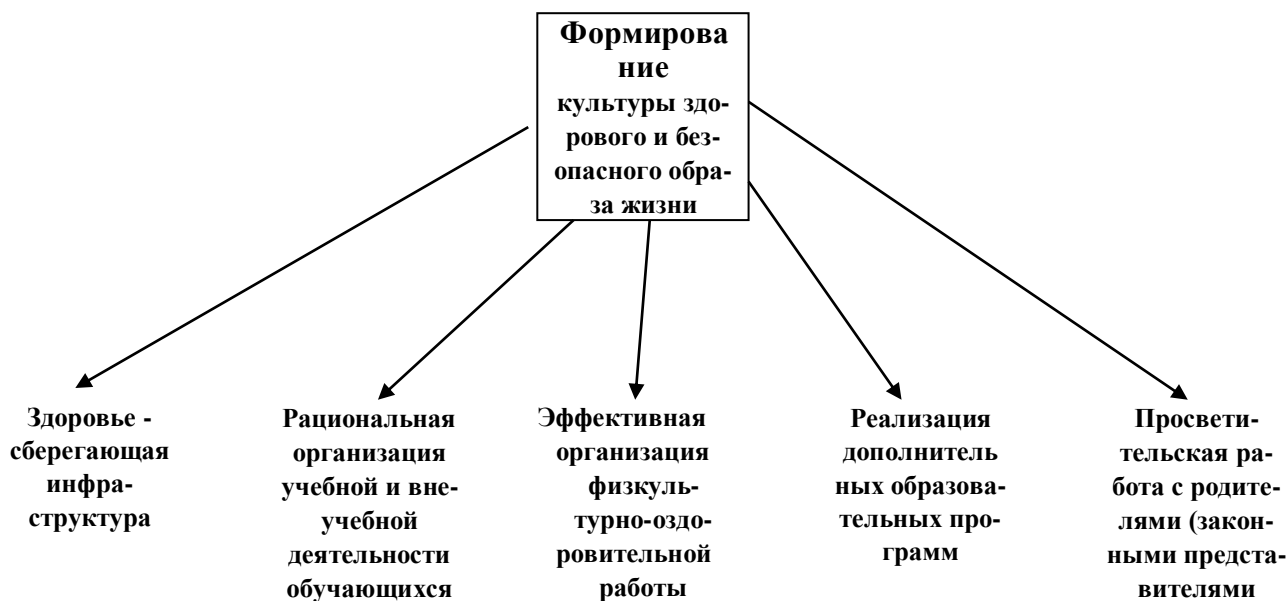 Формирова
ние
культуры здо-
рового и без-
опасного обра-
за жизни
Здоровье -
сберегающая
инфра-
структура
Рациональная
организация
учебной и вне-
учебной
деятельности
обучающихся
Эффективная
организация
физкуль-
турно-оздо-
ровительной
работы
Реализация
дополнитель
ных образова-
тельных про-
грамм
Просвети-
тельская ра-
бота с родите-
лями (закон-
ными предста-
вителями